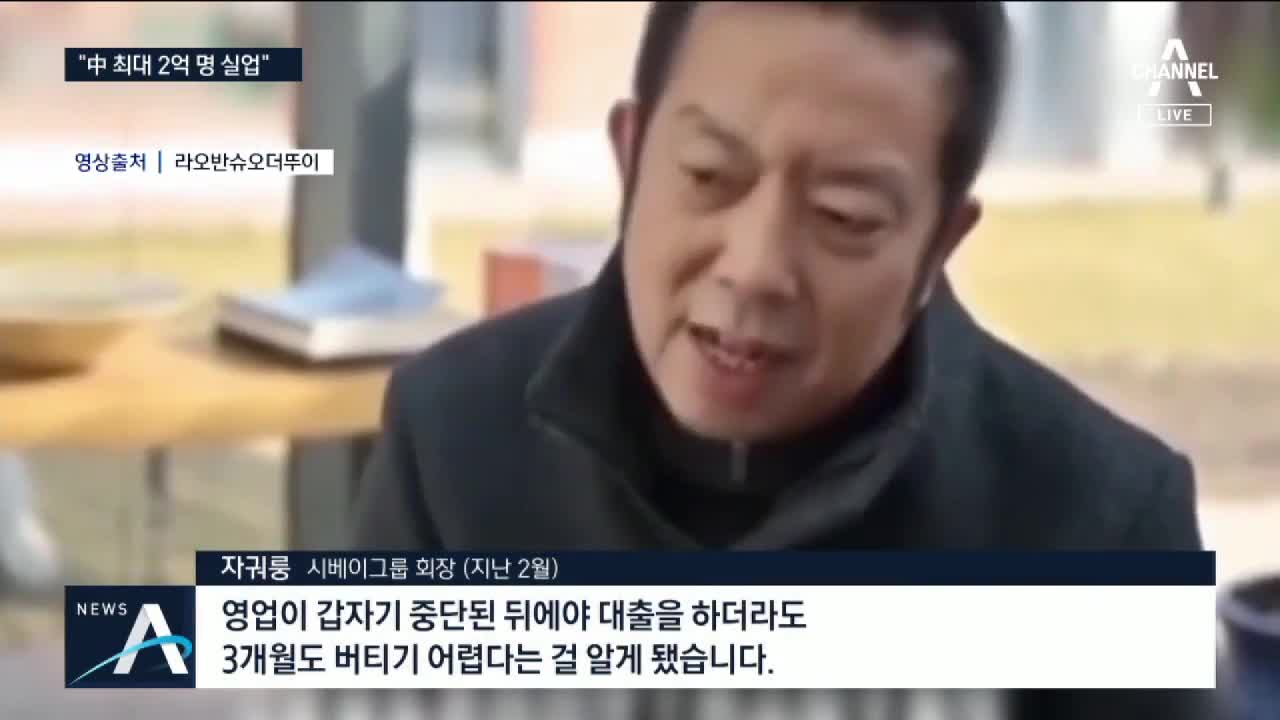 "中 최대 2억 명 실업"
CHANNEL A
LIVE
영상출처 | 라오반슈오더뚜이
자궈룽 시베이그룹 회장 (지난 2월)
NEWS A
영업이 갑자기 중단된 뒤에야 대출을 하더라도
3개월도 버티기 어렵다는 걸 알게 됐습니다.